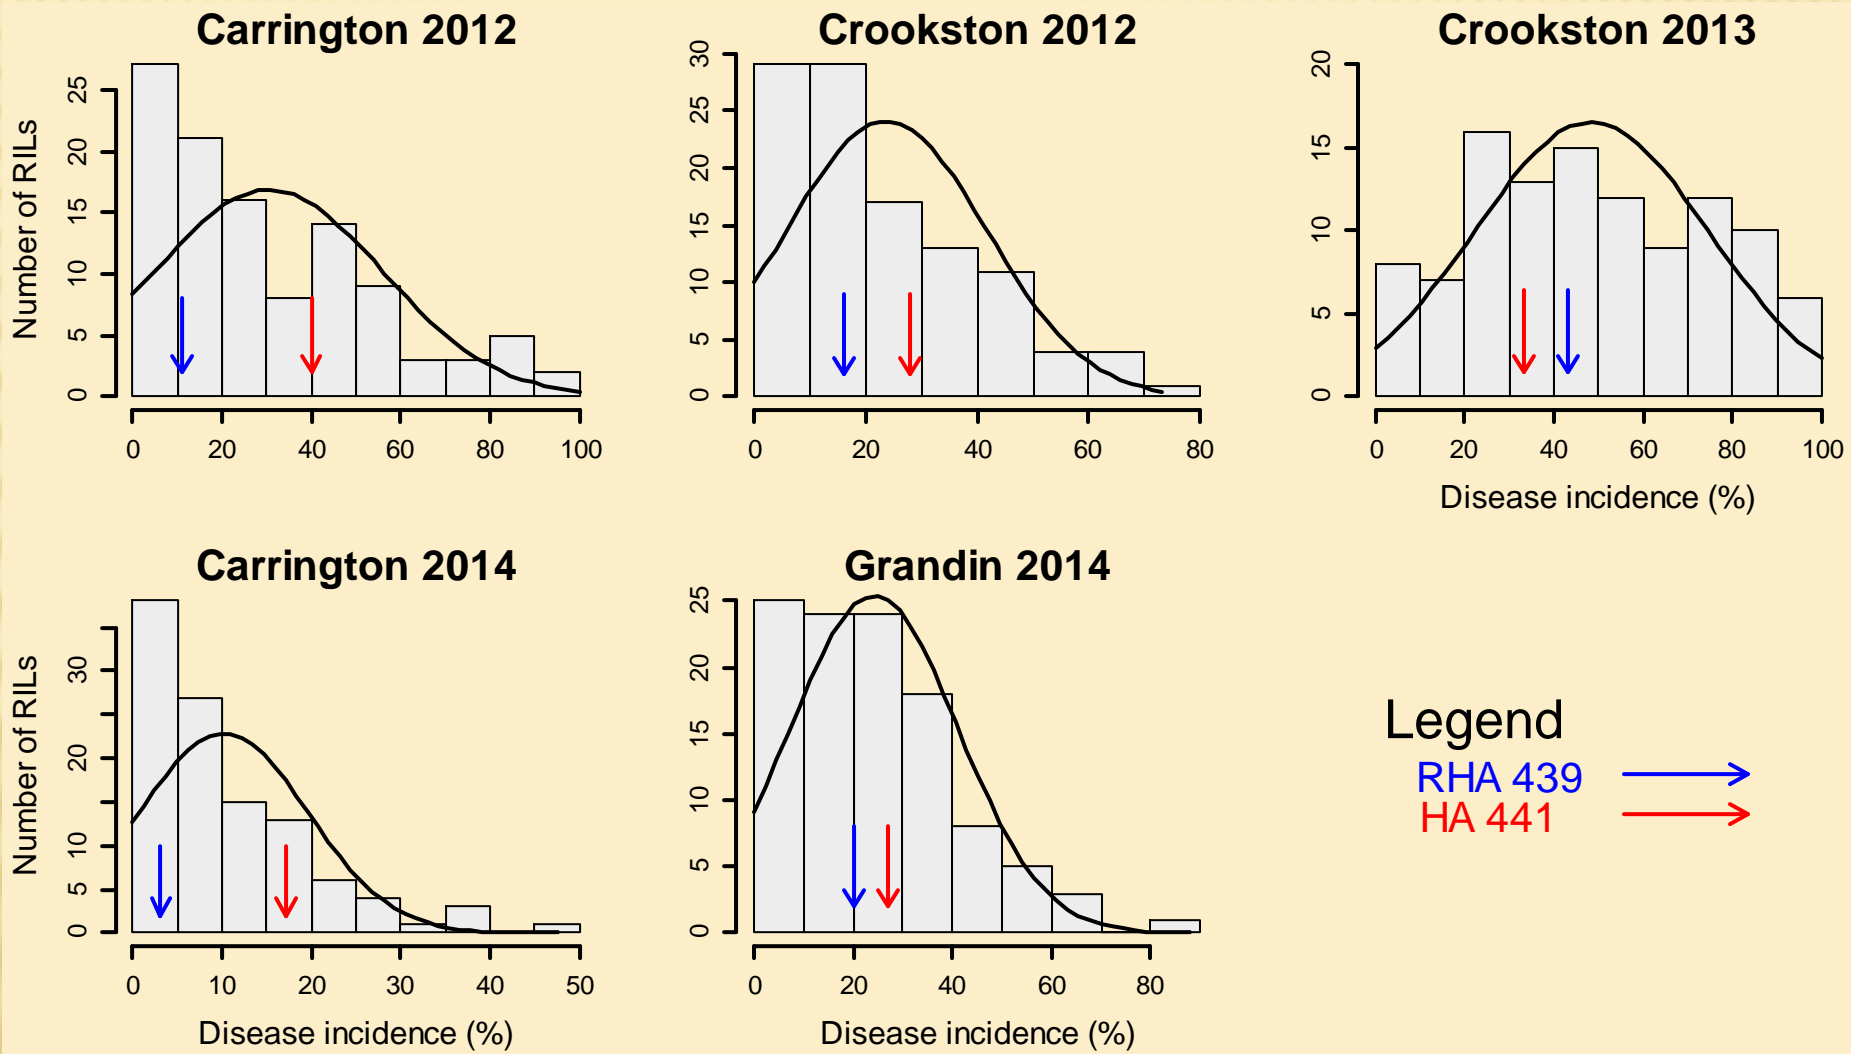 Carrington 2012
Number of RILs
0 5 10 15 20 25
0 20 40 60 80 100
Crookston 2012
0 5 10 15 20 25 30
0 20 40 60 80
Crookston 2013
0 5 10 15 20
0 20 40 60 80 100
Disease incidence (%)
Carrington 2014
Number of RILs
0 5 10 20 30
0 10 20 30 40 50
Disease incidence (%)
Grandin 2014
0 5 10 15 20 25
0 20 40 60 80
Disease incidence (%)
Legend
RHA 439
HA 441